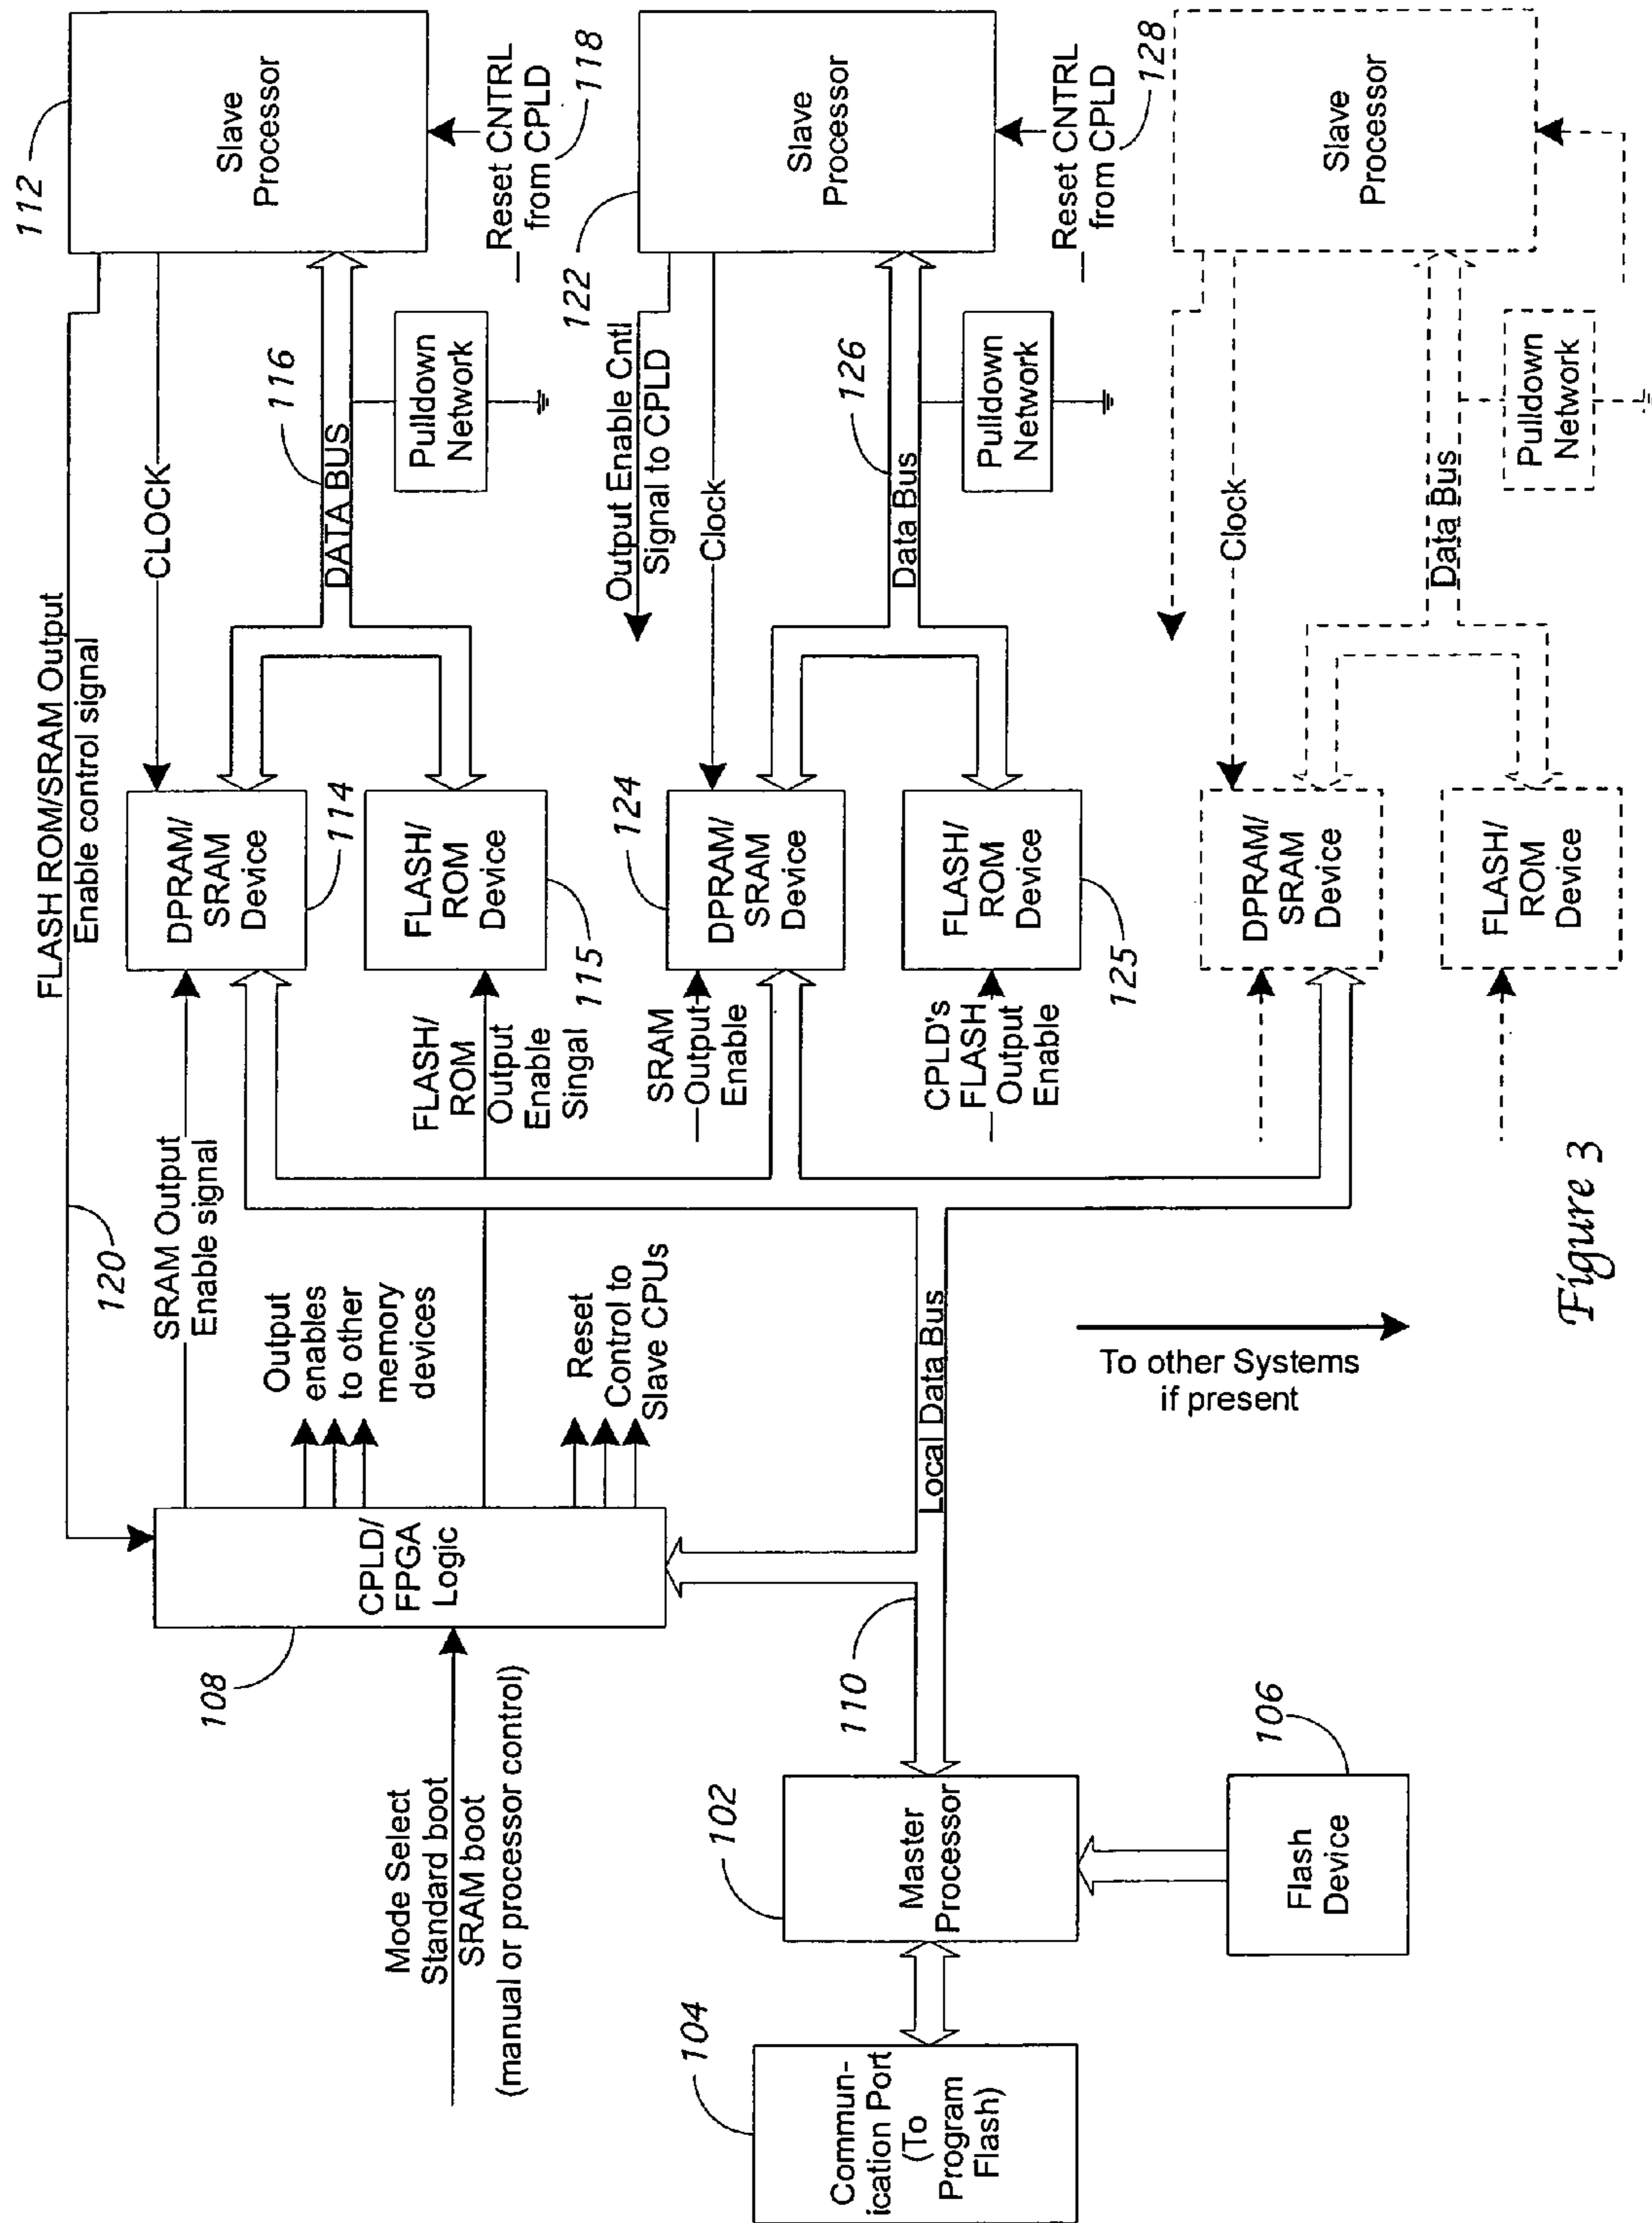 112
Slave
Processor
Reset CNTRL
from CPLD
118
FLASH ROM/SRAM Output
Enable control signal
120
CLOCK
116
DATA BUS
Pulldown
Network
DPRAM/
SRAM
Device
114
FLASH/
ROM
Device
115
SRAM Output
Enable signal
FLASH/
ROM
Output
Enable
Singal
Output
enables
to other
memory
devices
Reset
Control to
Slave CPUs
CPLD/
FPGA
Logic
108
Mode Select
Standard boot
SRAM boot
(manual or processor control)
122
Slave
Processor
Reset CNTRL
from CPLD
128
Output Enable Cntl
Signal to CPLD
Clock
126
Data Bus
Pulldown
Network
124
DPRAM/
SRAM
Device
FLASH/
ROM
Device
125
SRAM
Output
Enable
CPLD's
FLASH
Output
Enable
Local Data Bus
110
102
Master
Processor
104
Commun-
ication Port
(To
Program
Flash)
106
Flash
Device
To other Systems
if present
Slave
Processor
Clock
Data Bus
Pulldown
Network
DPRAM/
SRAM
Device
FLASH/
ROM
Device
Figure 3